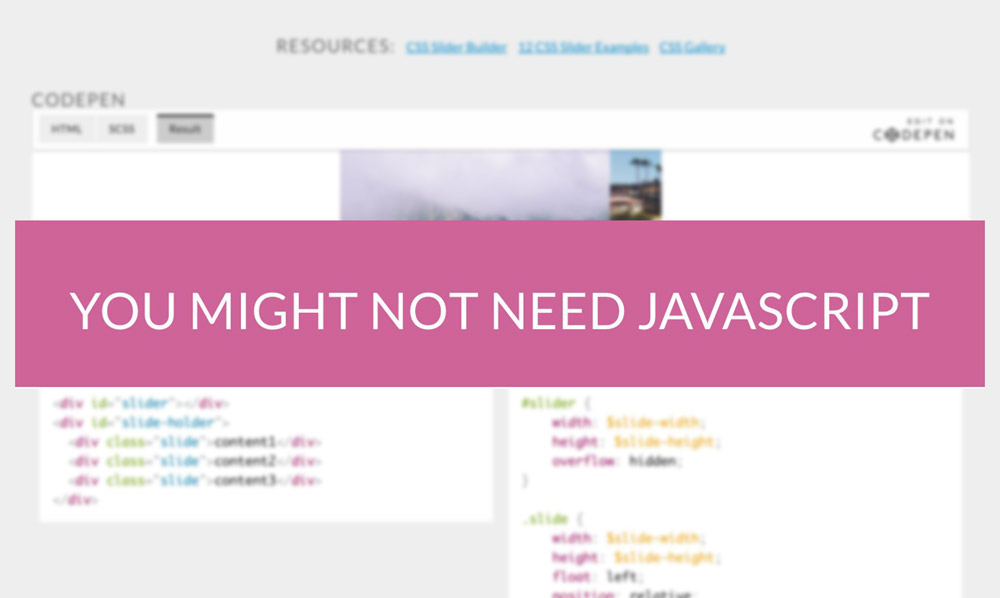 RESOURCES: CSS Slider Builder 12 CSS Slider Examples CSS Gallery
CODEPEN
HTML SCSS Result
EDIT ON
CODEPEN
YOU MIGHT NOT NEED JAVASCRIPT
<div id="slider"></div>
<div id="slide-holder">
<div class="slide">content1</div>
<div class="slide">content2</div>
<div class="slide">content3</div>
</div>
#slider {
width: $slide-width;
height: $slide-height;
overflow: hidden;
}
.slide {
width: $slide-width;
height: $slide-height;
float: left;
position: relative;